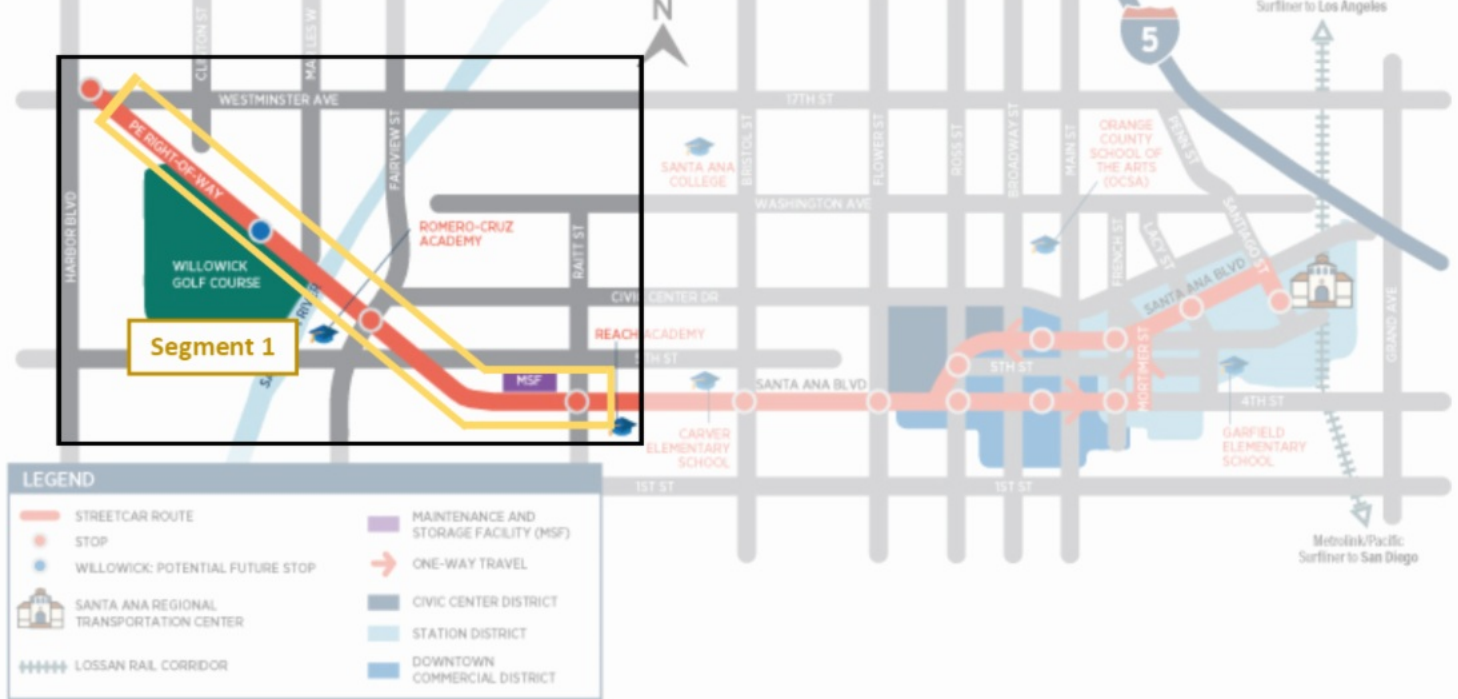 Surfliner to Los Angeles
N
5
CLINTON ST
FAIRVIEW ST
WESTMINSTER AVE
17TH ST
PE RIGHT-OF-WAY
HARBOR BLVD
SANTA ANA
COLLEGE
BRISTOL ST
FLOWER ST
ROSS ST
BROADWAY ST
MAIN ST
ORANGE
COUNTY
SCHOOL OF
THE ARTS
(OCSA)
PENN ST
WASHINGTON AVE
ROMERO-CRUZ
ACADEMY
RAITT ST
FRENCH ST
LACY ST
SANTIAGO ST
WILLOWICK
GOLF COURSE
RIVER
CIVIC CENTER DR
SANTA ANA BLVD
GRAND AVE
Segment 1
REACH ACADEMY
5TH ST
5TH ST
MORTIMER ST
MSF
SANTA ANA BLVD
4TH ST
CARVER
ELEMENTARY
SCHOOL
GARFIELD
ELEMENTARY
SCHOOL
1ST ST
1ST ST
Metrolink/Pacific
Surfliner to San Diego
LEGEND
STREETCAR ROUTE
STOP
WILLOWICK: POTENTIAL FUTURE STOP
SANTA ANA REGIONAL
TRANSPORTATION CENTER
LOSSAN RAIL CORRIDOR
MAINTENANCE AND
STORAGE FACILITY (MSF)
ONE-WAY TRAVEL
CIVIC CENTER DISTRICT
STATION DISTRICT
DOWNTOWN
COMMERCIAL DISTRICT